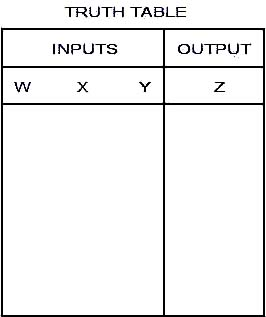 TRUTH TABLE
INPUTS OUTPUT
W X Y Z